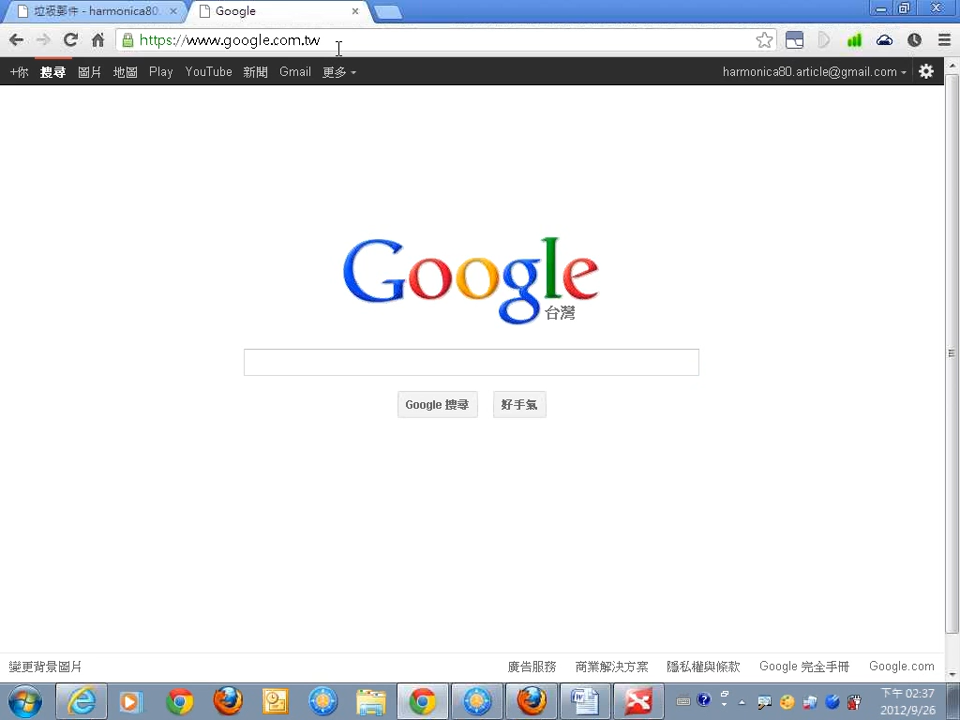 垃圾郵件 - harmonica80.
Google
https://www.google.com.tw
+你 搜尋 圖片 地圖 Play YouTube 新聞 Gmail 更多
harmonica80.article@gmail.com
Google
台灣
Google 搜尋
好手氣
變更背景圖片
廣告服務 商業解決方案 隱私權與條款 Google 完全手冊 Google.com
下午 02:37
2012/9/26